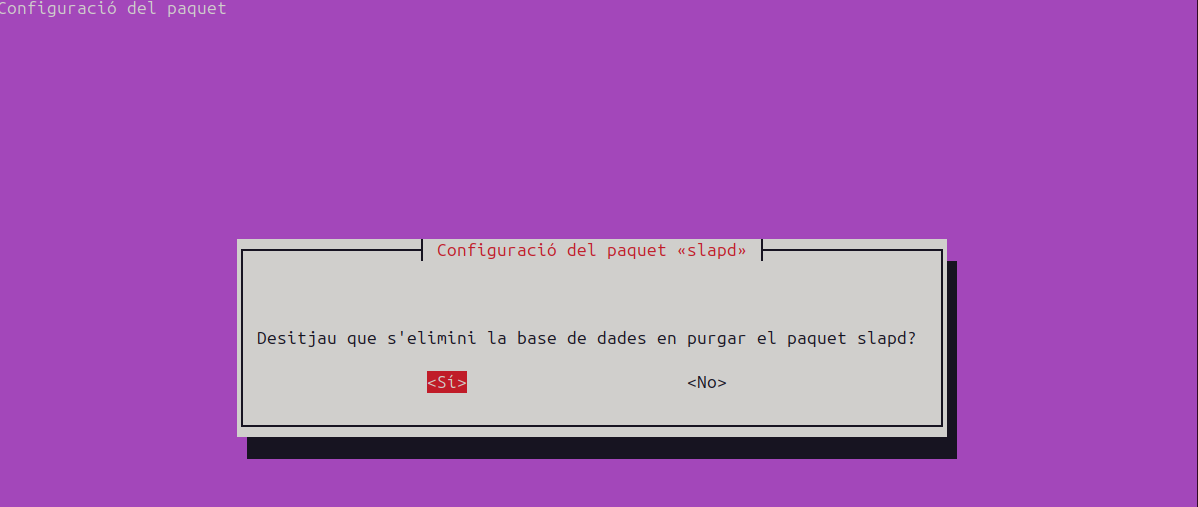 Configuració del paquet
Configuració del paquet «slapd»
Desitjau que s'elimini la base de dades en purgar el paquet slapd?
<Sí> <No>